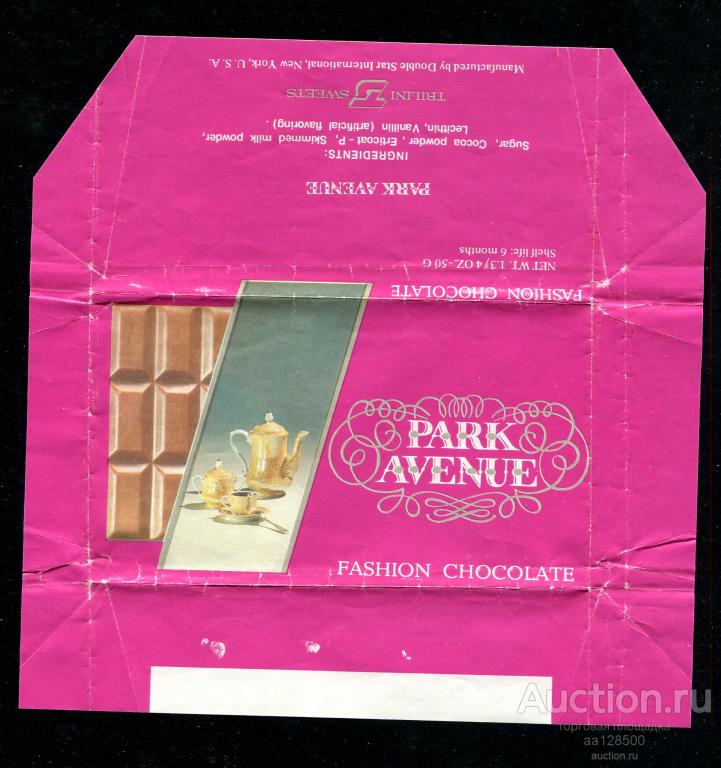 Manufactured by Double Star International, New York, U.S.A.
TRILINI SWEETS
Lecithin, Vanillin (artificial flavoring) .
Sugar, Cocoa powder , Erticoat - P, Skimmed milk powder,
INGREDIENTS:
PARK AVENUE
Shelf life: 6 months
NET WT. 1.3/4 OZ-50 G
FASHION CHOCOLATE
PARK
AVENUE
FASHION CHOCOLATE
Auction.ru
торговая площадка
aa128500
auction.ru